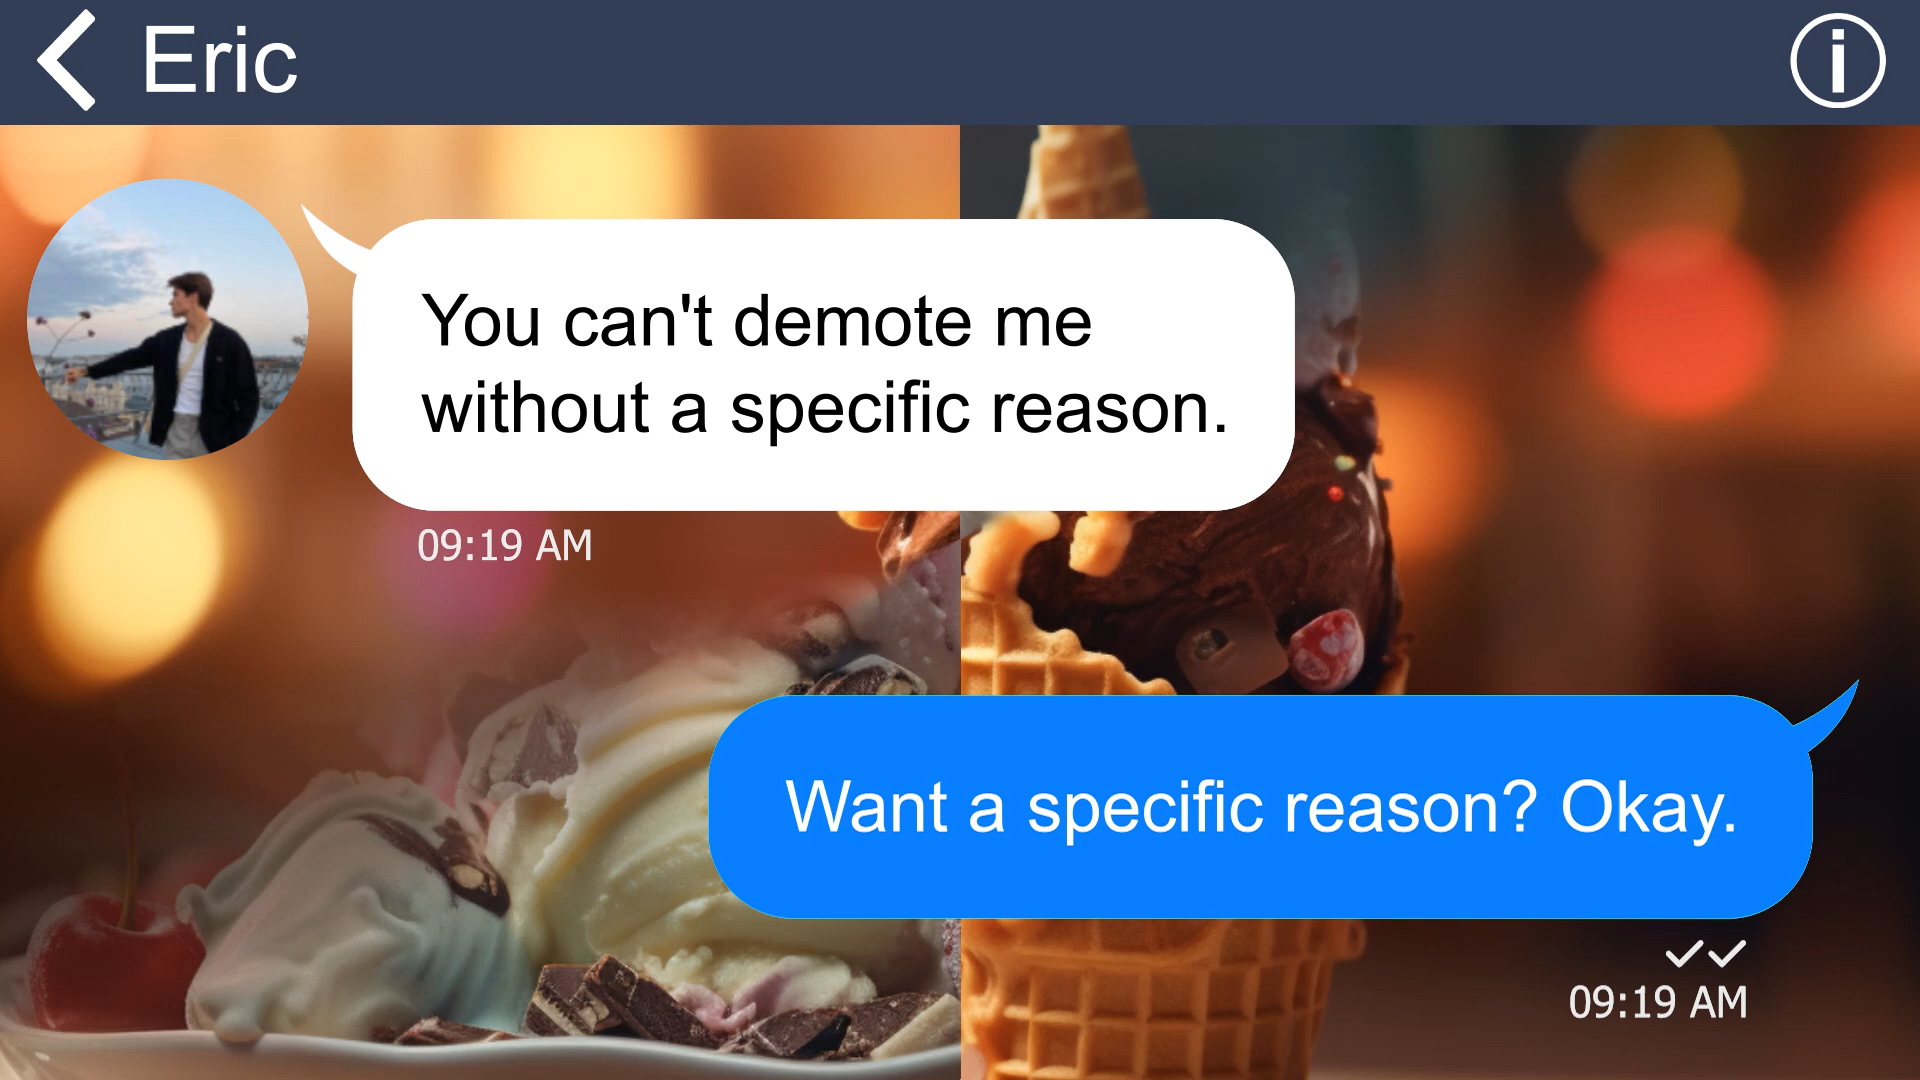 Eric
You can't demote me
without a specific reason.
09:19 AM
Want a specific reason? Okay.
09:19 AM